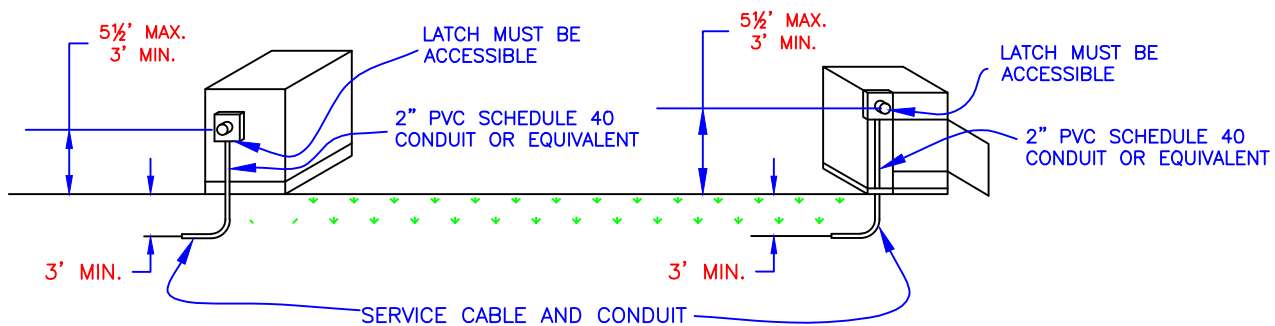 5½' MAX.
3' MIN.
LATCH MUST BE
ACCESSIBLE
2" PVC SCHEDULE 40
CONDUIT OR EQUIVALENT
5½' MAX.
3' MIN.
LATCH MUST BE
ACCESSIBLE
2" PVC SCHEDULE 40
CONDUIT OR EQUIVALENT
3' MIN.
3' MIN.
SERVICE CABLE AND CONDUIT